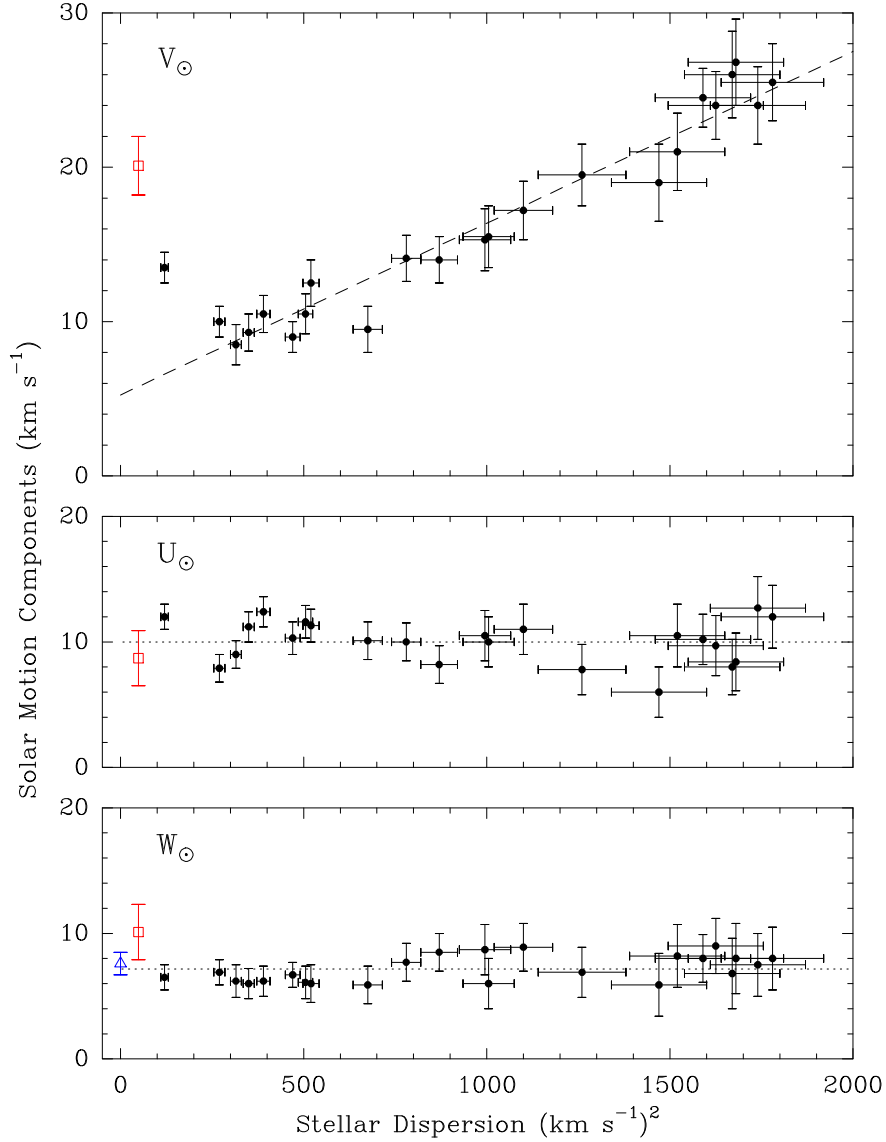 30
V⊙
20
10
0
20
U⊙
10
0
20
W⊙
10
0
0 500 1000 1500 2000
Stellar Dispersion (km s⁻¹)²
Solar Motion Components (km s⁻¹)